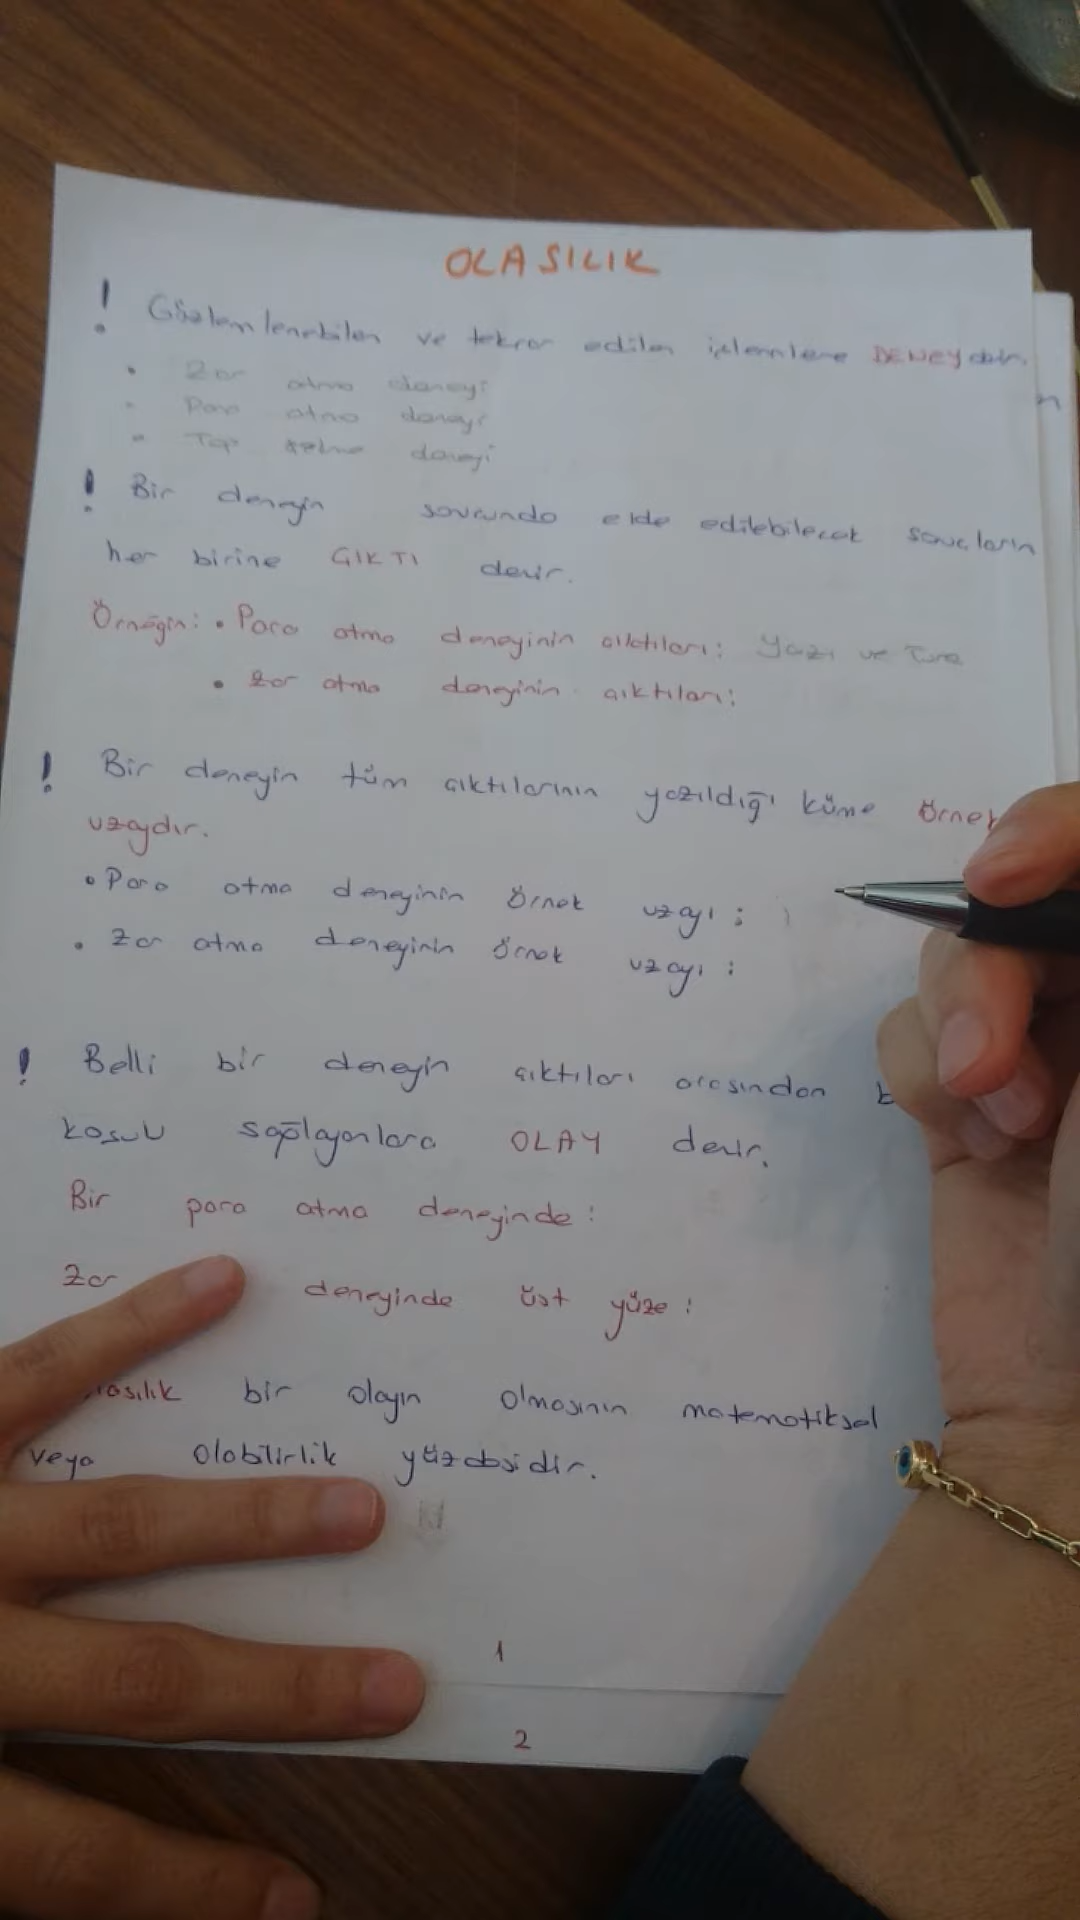 OLASILIK
! Gözlemlenebilen ve tekrar edilen işlemlere DENEY denir.
• Zar atma deneyi
• Para atma deneyi
• Top çekme deneyi
! Bir deneyin sonucunda elde edilebilecek sonuçların
her birine ÇIKTI denir.
Örneğin: • Para atma deneyinin çıktıları: Yazı ve Tura
• Zar atma deneyinin çıktıları:
! Bir deneyin tüm çıktılarının yazıldığı küme örnek
uzaydır.
• Para atma deneyinin örnek uzayı :
• Zar atma deneyinin örnek uzayı :
! Belli bir deneyin çıktıları arasından
koşulu sağlayanlara OLAY denir.
Bir para atma deneyinde :
Zar deneyinde üst yüze :
bir olayın olmasının matematiksel
veya olabilirlik yüzdesidir.
1
2